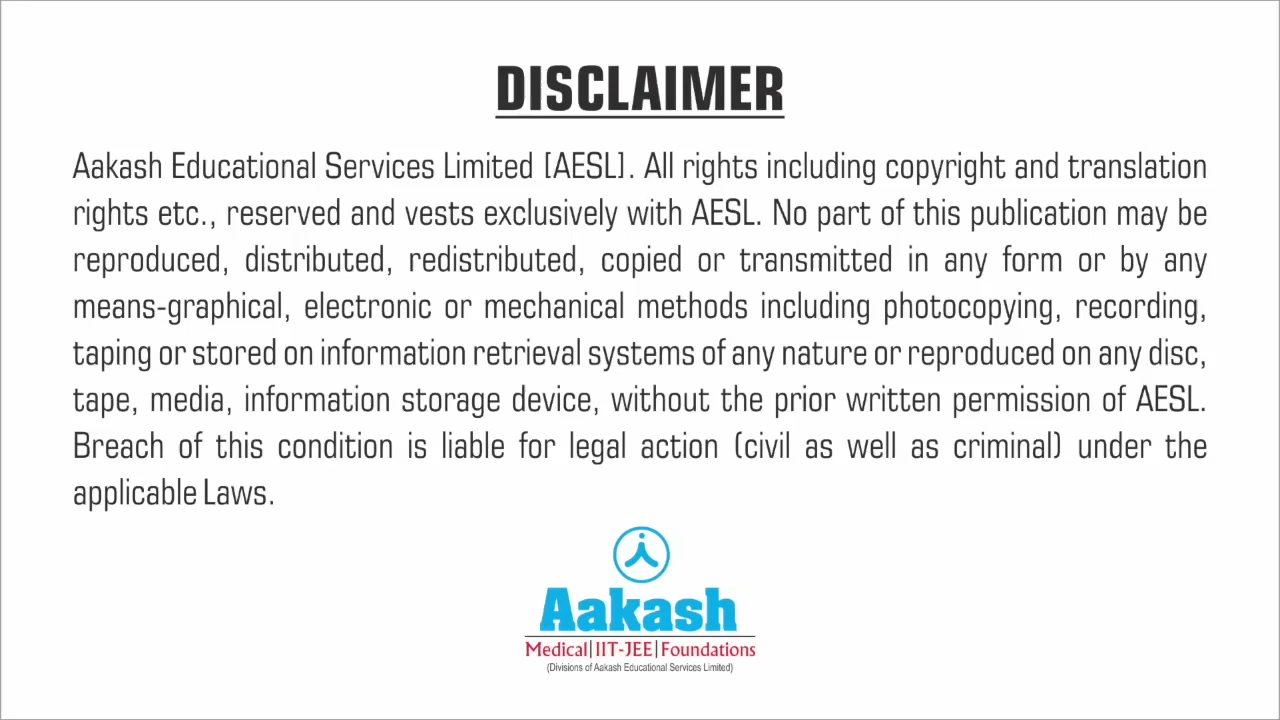 DISCLAIMER
Aakash Educational Services Limited [AESL]. All rights including copyright and translation
rights etc., reserved and vests exclusively with AESL. No part of this publication may be
reproduced, distributed, redistributed, copied or transmitted in any form or by any
means-graphical, electronic or mechanical methods including photocopying, recording,
taping or stored on information retrieval systems of any nature or reproduced on any disc,
tape, media, information storage device, without the prior written permission of AESL.
Breach of this condition is liable for legal action (civil as well as criminal) under the
applicable Laws.
Aakash
Medical|IIT-JEE|Foundations
(Divisions of Aakash Educational Services Limited)